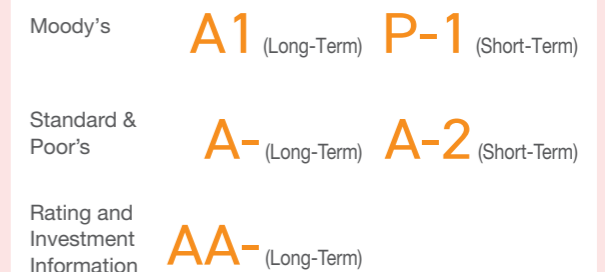 Moody's A1 (Long-Term) P-1 (Short-Term)
Standard &
Poor's A- (Long-Term) A-2 (Short-Term)
Rating and
Investment
Information AA- (Long-Term)